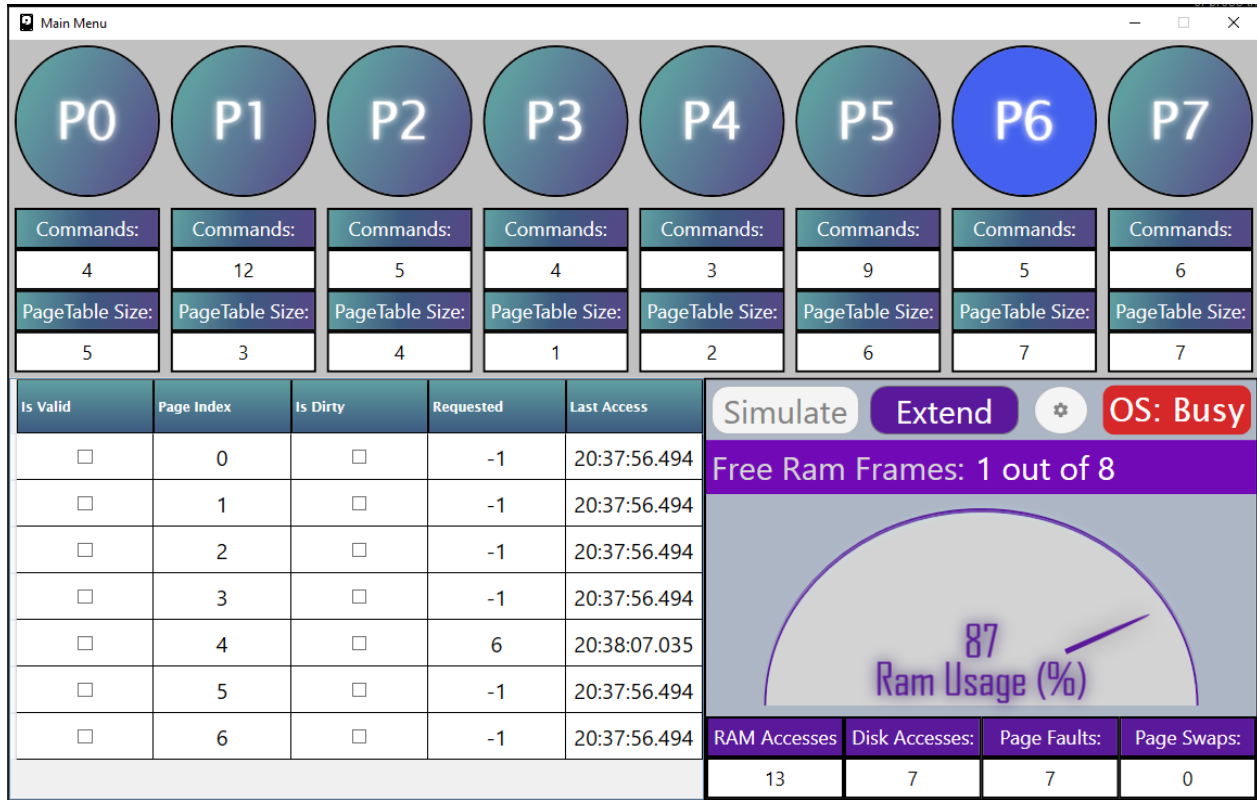 Main Menu
P0 P1 P2 P3 P4 P5 P6 P7
Commands: Commands: Commands: Commands: Commands: Commands: Commands: Commands:
4 12 5 4 3 9 5 6
PageTable Size: PageTable Size: PageTable Size: PageTable Size: PageTable Size: PageTable Size: PageTable Size: PageTable Size:
5 3 4 1 2 6 7 7
Is Valid Page Index Is Dirty Requested Last Access
0 -1 20:37:56.494
1 -1 20:37:56.494
2 -1 20:37:56.494
3 -1 20:37:56.494
4 6 20:38:07.035
5 -1 20:37:56.494
6 -1 20:37:56.494
Simulate Extend OS: Busy
Free Ram Frames: 1 out of 8
87
Ram Usage (%)
RAM Accesses Disk Accesses: Page Faults: Page Swaps:
13 7 7 0